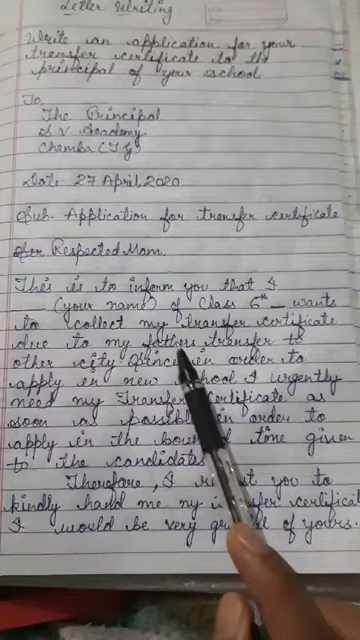 Letter Writing
Write an application for your
transfer certificate to the
principal of your school
To,
The Principal
S.V. Academy
Chamba (T.G)
Date- 27 April, 2020
Sub- Application for transfer certificate
Respected Mam.
This is to inform you that I
(your name) of Class 6th _ wants
to collect my transfer certificate
due to my fathers transfer to
other city. Since in order to
apply in new school I urgently
need my Transfer certificate as
soon as possible in order to
apply in the time given
to the candidates
Therefore, I you to
kindly hand me my certificate
I would be very of yours.